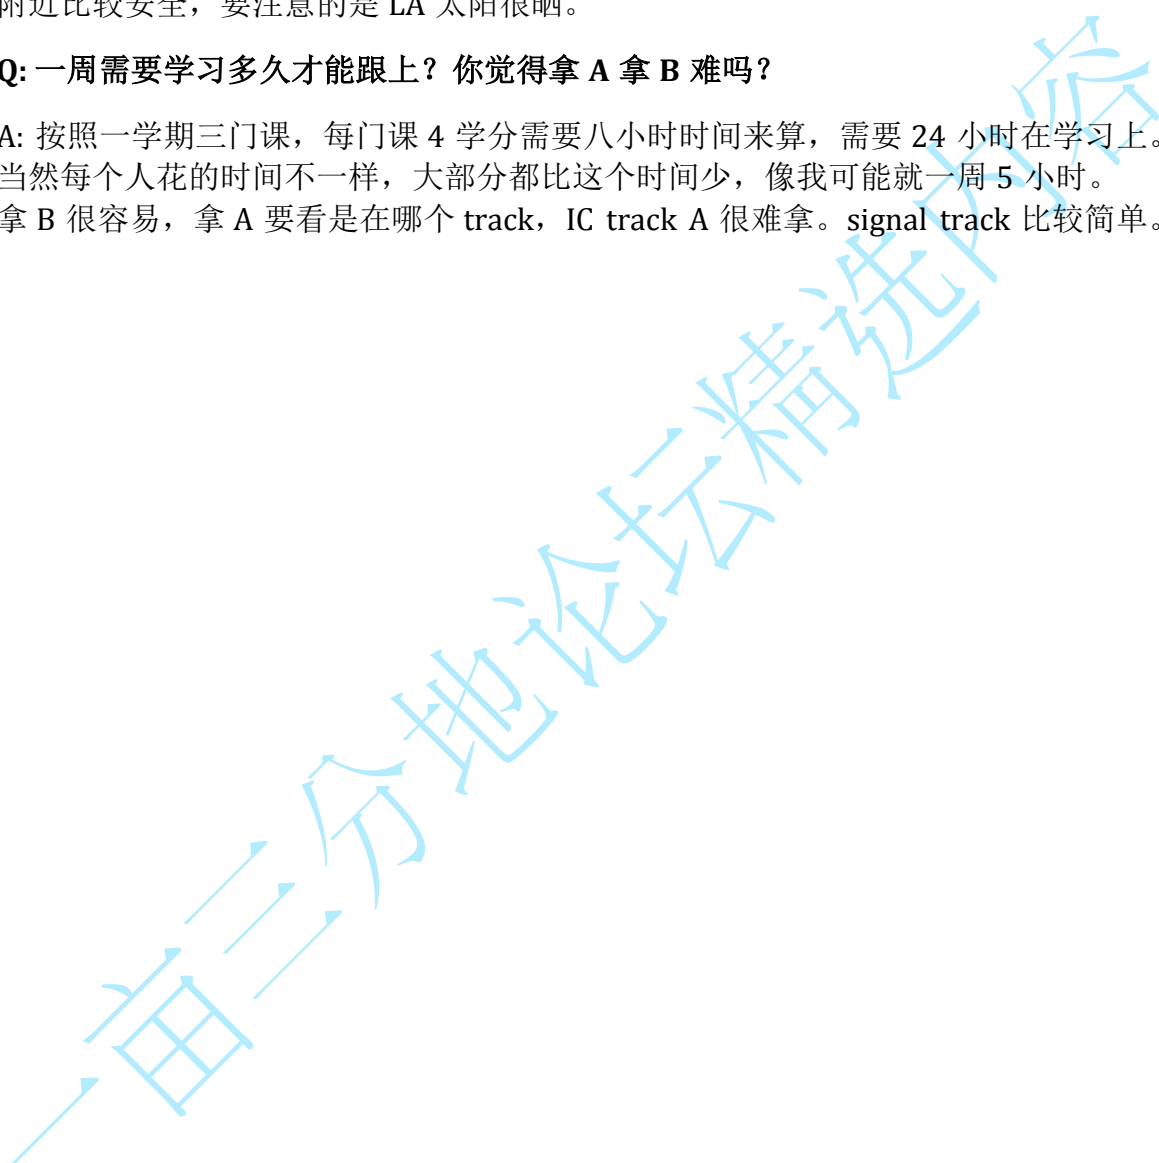 附近比较安全，要注意的是 LA 太阳很晒。
Q: 一周需要学习多久才能跟上？你觉得拿 A 拿 B 难吗？
A: 按照一学期三门课，每门课 4 学分需要八小时时间来算，需要 24 小时在学习上。
当然每个人花的时间不一样，大部分都比这个时间少，像我可能就一周 5 小时。
拿 B 很容易，拿 A 要看是在哪个 track，IC track A 很难拿。signal track 比较简单。
一亩三分地论坛精选内容